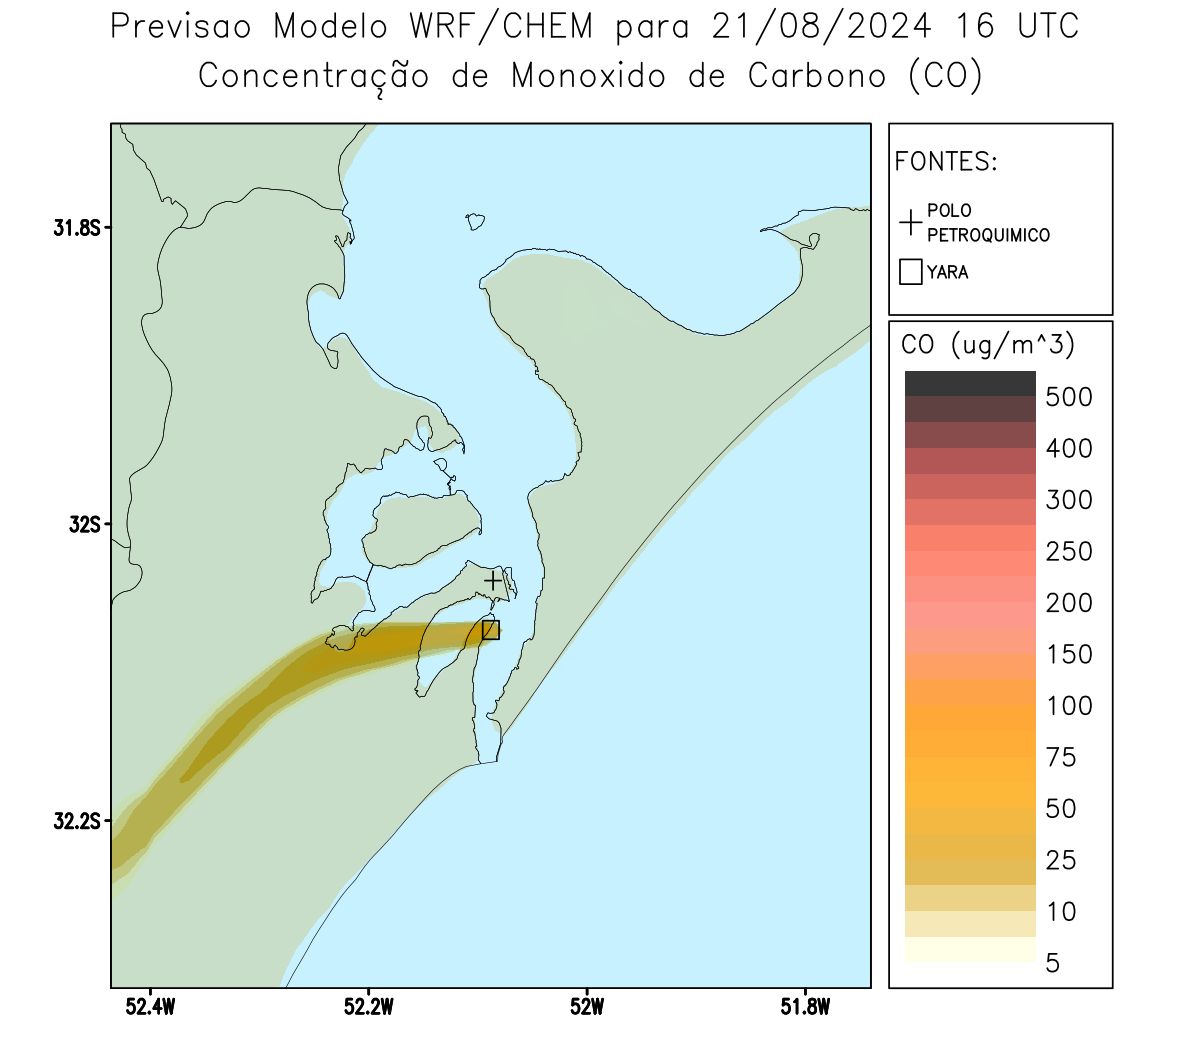 Previsao Modelo WRF/CHEM para 21/08/2024 16 UTC
Concentração de Monoxido de Carbono (CO)
31.8S
32S
32.2S
52.4W
52.2W
52W
51.8W
FONTES:
POLO
PETROQUIMICO
YARA
CO (ug/m^3)
500
400
300
250
200
150
100
75
50
25
10
5